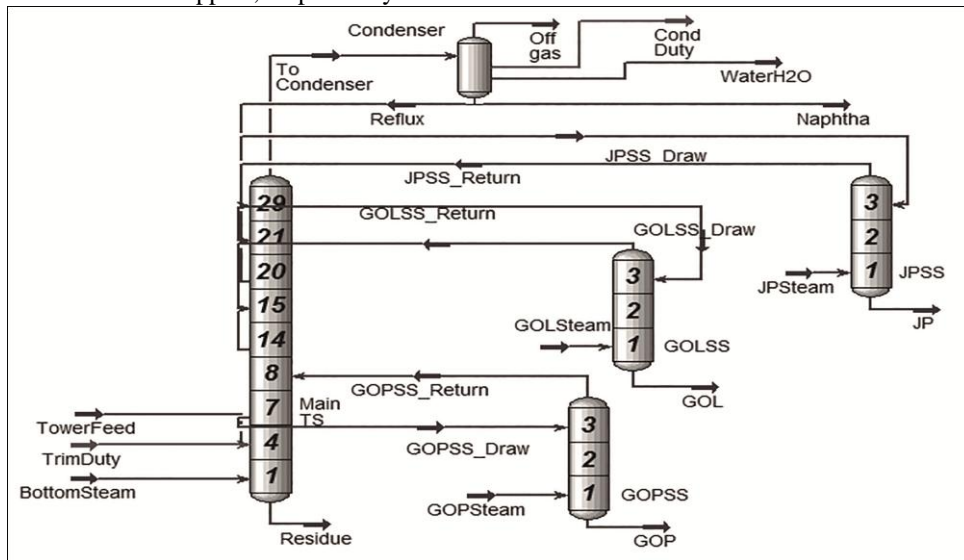 Condenser
Off
gas
Cond
Duty
To
Condenser
WaterH2O
Reflux
Naphtha
JPSS_Draw
JPSS_Return
GOLSS_Return
GOLSS_Draw
29
21
20
15
14
8
7
4
1
3
2
1
JPSS
JPSteam
JP
3
2
1
GOLSS
GOLSteam
GOL
GOPSS_Return
Main
TS
TowerFeed
TrimDuty
BottomSteam
GOPSS_Draw
3
2
1
GOPSS
GOPSteam
Residue
GOP